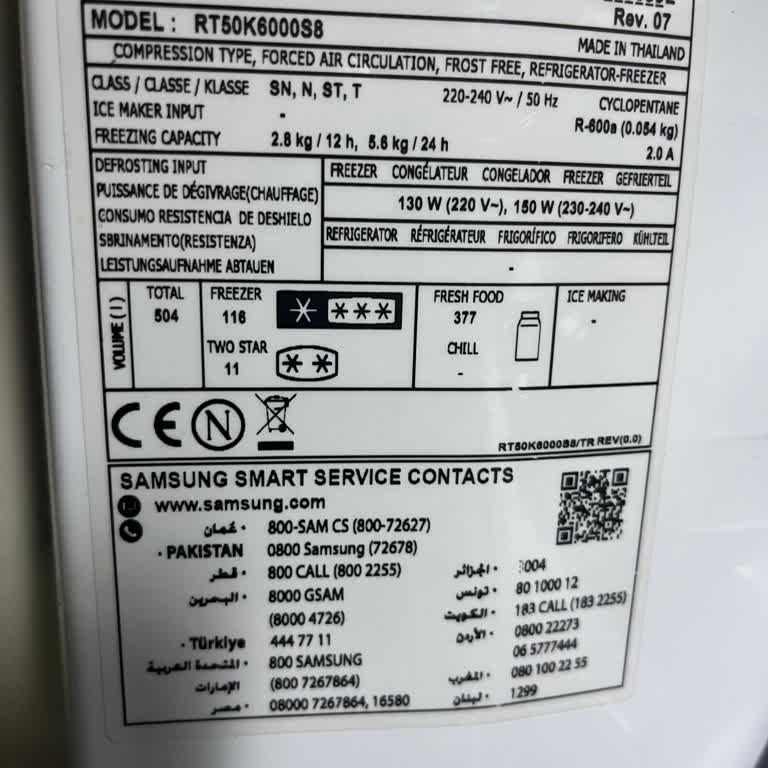 Rev. 07
MODEL : RT50K6000S8
MADE IN THAILAND
COMPRESSION TYPE, FORCED AIR CIRCULATION, FROST FREE, REFRIGERATOR-FREEZER
CLASS / CLASSE / KLASSE SN, N, ST, T 220-240 V~ / 50 Hz CYCLOPENTANE
ICE MAKER INPUT - R-600a (0.054 kg)
FREEZING CAPACITY 2.8 kg / 12 h, 5.6 kg / 24 h 2.0 A
DEFROSTING INPUT
PUISSANCE DE DÉGIVRAGE(CHAUFFAGE)
CONSUMO RESISTENCIA DE DESHIELO
SBRINAMENTO(RESISTENZA)
LEISTUNGSAUFNAHME ABTAUEN
FREEZER CONGÉLATEUR CONGELADOR FREEZER GEFRIERTEIL
130 W (220 V~), 150 W (230-240 V~)
REFRIGERATOR RÉFRIGÉRATEUR FRIGORÍFICO FRIGORIFERO KÜHLTEIL
-
VOLUME ( l )
TOTAL
504
FREEZER
116
TWO STAR
11
FRESH FOOD
377
CHILL
-
ICE MAKING
-
CE N
RT50K6000S8/TR REV(0.0)
SAMSUNG SMART SERVICE CONTACTS
www.samsung.com
عُمان • 800-SAM CS (800-72627)
• PAKISTAN 0800 Samsung (72678)
قطر • 800 CALL (800 2255)
البحرين • 8000 GSAM
(8000 4726)
• Türkiye 444 77 11
المتحدة العربية • 800 SAMSUNG
الإمارات (800 7267864)
مصر • 08000 7267864, 16580
الجزائر • 3004
تونس • 80 1000 12
الكويت • 183 CALL (183 2255)
الأردن • 0800 22273
06 5777444
المغرب • 080 100 22 55
لبنان • 1299